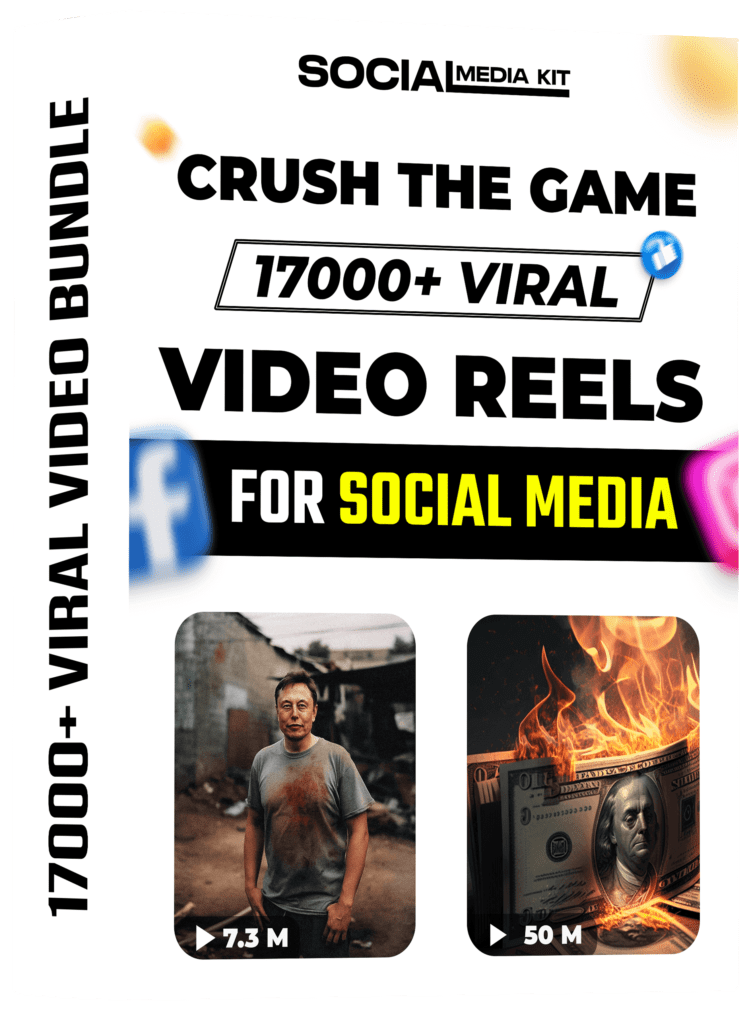 SOCIAL MEDIA KIT
CRUSH THE GAME
17000+ VIRAL
VIDEO REELS
FOR SOCIAL MEDIA
17000+ VIRAL VIDEO BUNDLE
7.3 M
50 M